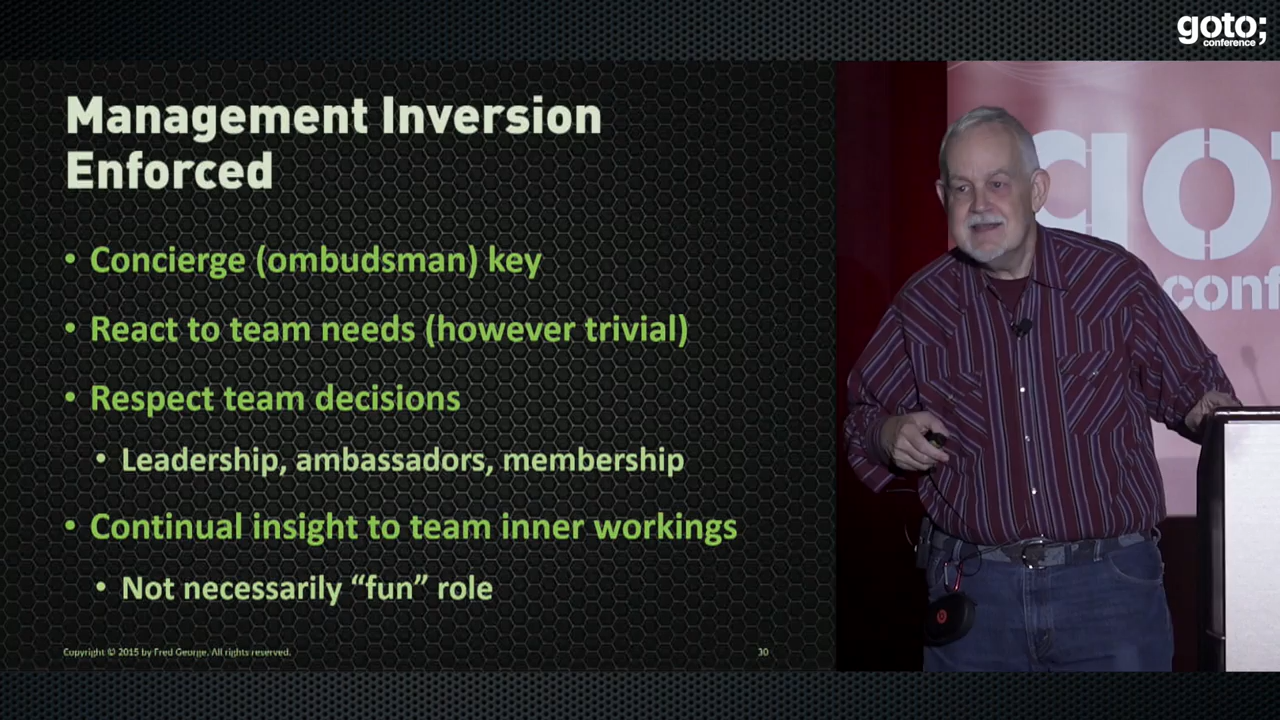 goto;
conference
Management Inversion
Enforced
• Concierge (ombudsman) key
• React to team needs (however trivial)
• Respect team decisions
• Leadership, ambassadors, membership
• Continual insight to team inner workings
• Not necessarily “fun” role
Copyright © 2015 by Fred George. All rights reserved.
30